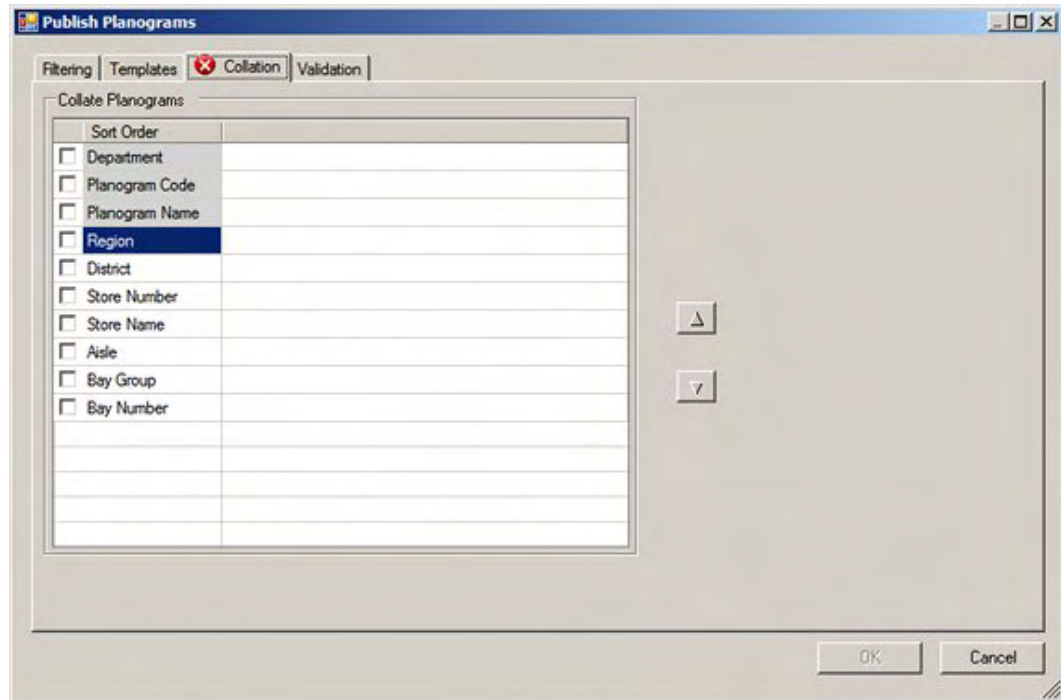 Publish Planograms
Filtering Templates Collation Validation
Collate Planograms
Sort Order
Department
Planogram Code
Planogram Name
Region
District
Store Number
Store Name
Aisle
Bay Group
Bay Number
OK Cancel